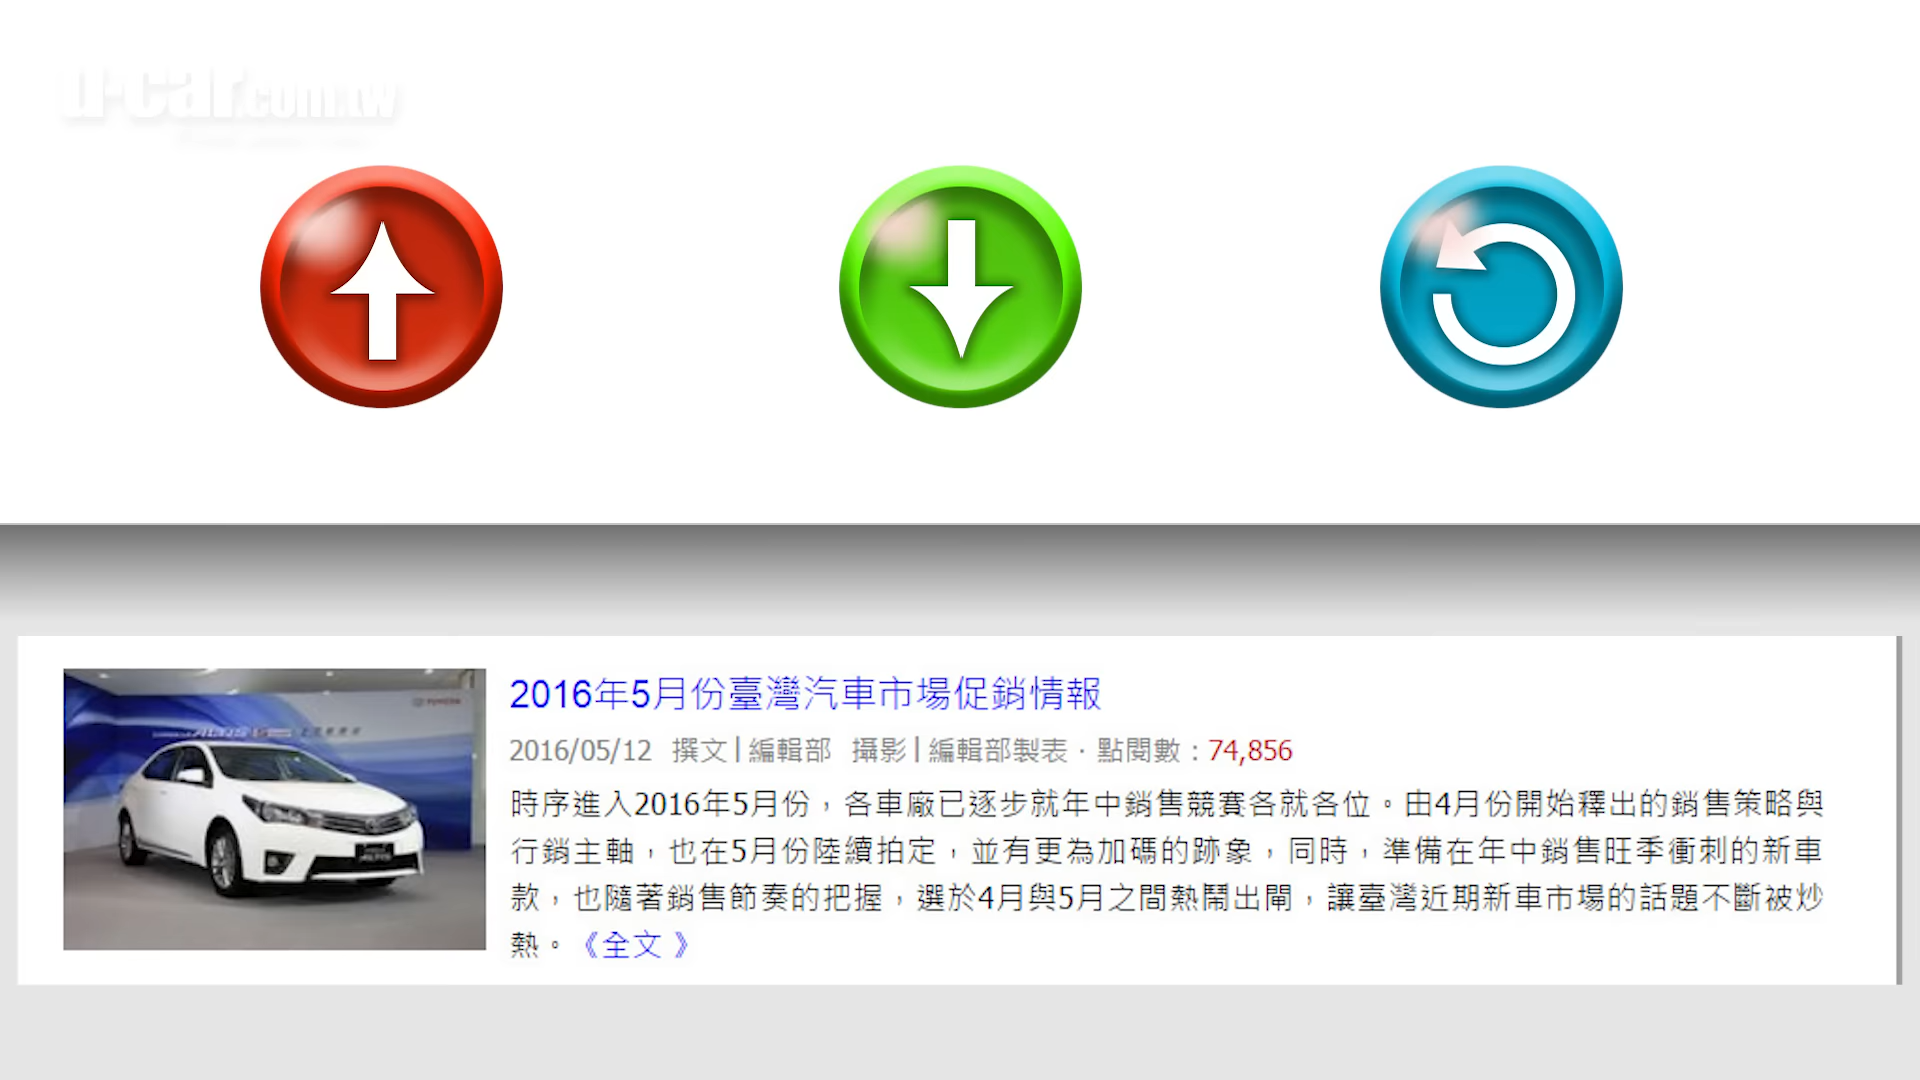 u-car.com.tw
2016年5月份臺灣汽車市場促銷情報
2016/05/12 撰文 | 編輯部 攝影 | 編輯部製表‧點閱數：74,856
時序進入2016年5月份，各車廠已逐步就年中銷售競賽各就各位。由4月份開始釋出的銷售策略與
行銷主軸，也在5月份陸續拍定，並有更為加碼的跡象，同時，準備在年中銷售旺季衝刺的新車
款，也隨著銷售節奏的把握，選於4月與5月之間熱鬧出閘，讓臺灣近期新車市場的話題不斷被炒
熱。《全文 》
TOYOTA
ALTIS